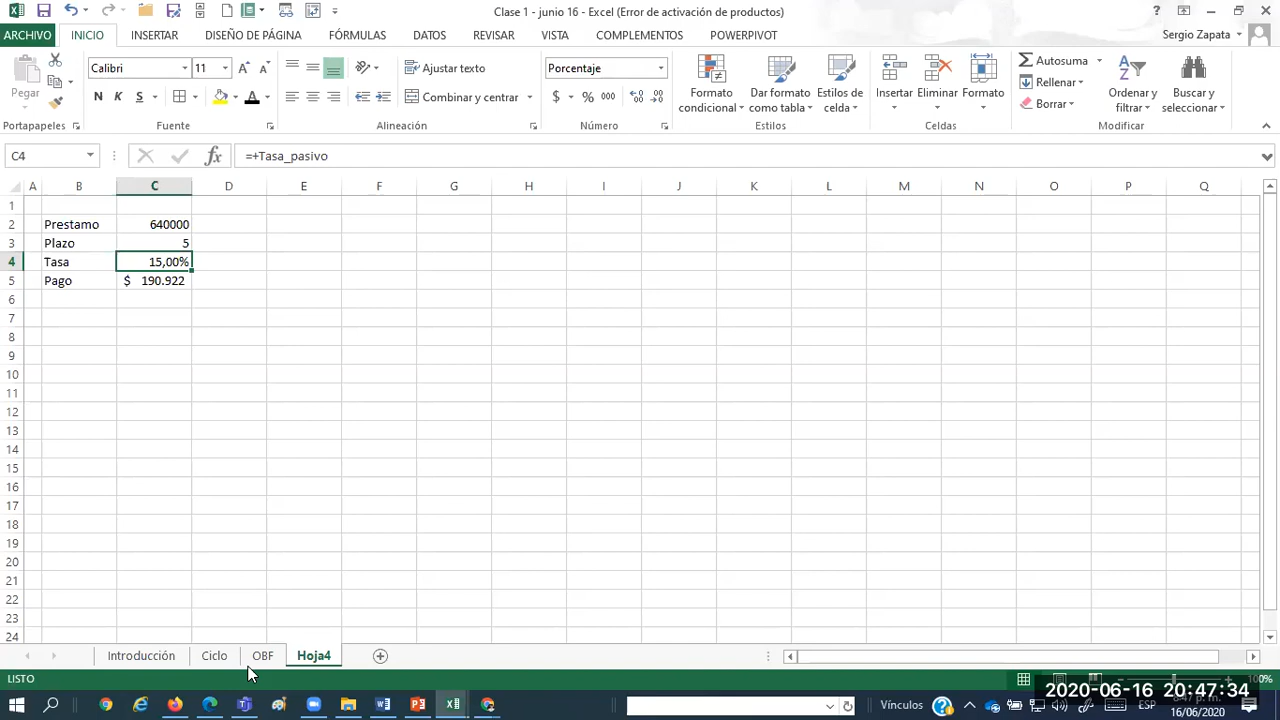 Clase 1 - junio 16 - Excel (Error de activación de productos)
ARCHIVO INICIO INSERTAR DISEÑO DE PÁGINA FÓRMULAS DATOS REVISAR VISTA COMPLEMENTOS POWERPIVOT Sergio Zapata
Pegar
Calibri 11
N K S
Ajustar texto
Combinar y centrar
Porcentaje
$ % 000
Formato condicional
Dar formato como tabla
Estilos de celda
Insertar Eliminar Formato
Autosuma
Rellenar
Borrar
Ordenar y filtrar
Buscar y seleccionar
Portapapeles Fuente Alineación Número Estilos Celdas Modificar
C4 fx =+Tasa_pasivo
A B C D E F G H I J K L M N O P Q
1
2 Prestamo 640000
3 Plazo 5
4 Tasa 15,00%
5 Pago $ 190.922
6
7
8
9
10
11
12
13
14
15
16
17
18
19
20
21
22
23
24
Introducción Ciclo OBF Hoja4
LISTO 100%
2020-06-16 20:47:34
Vínculos ESP
16/06/2020